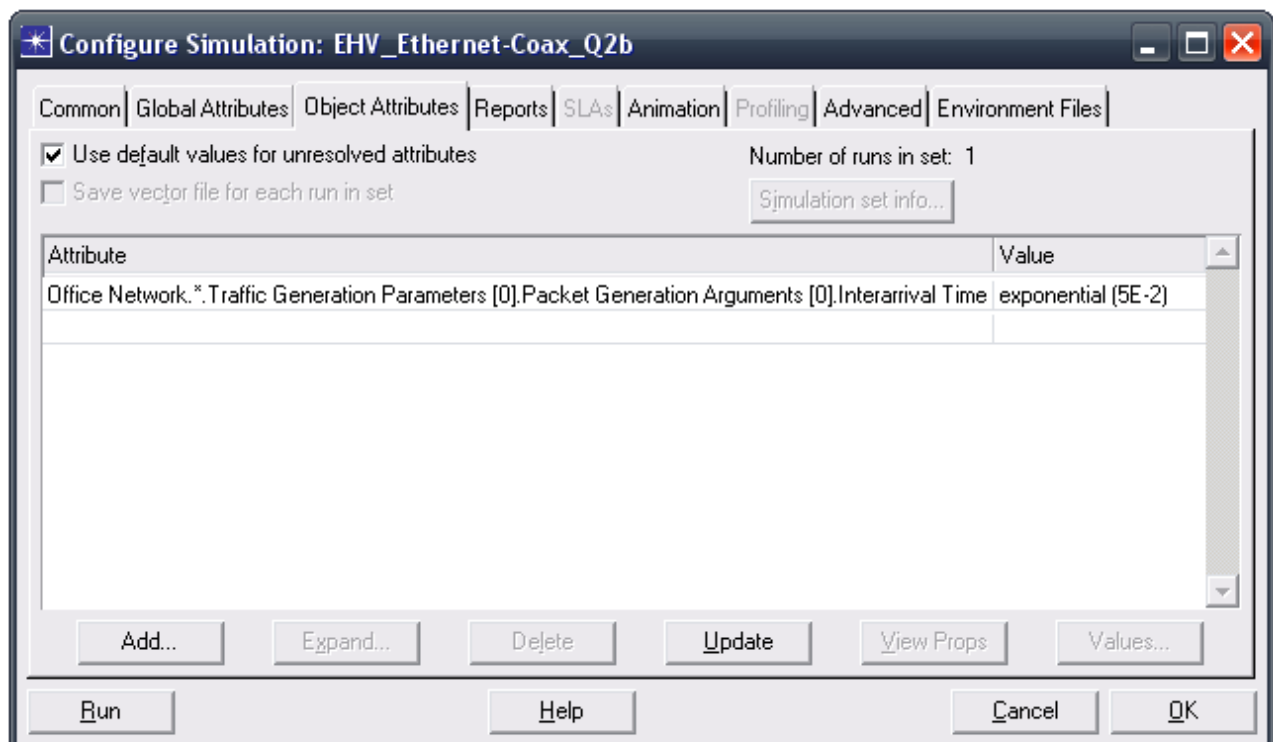 Configure Simulation: EHV_Ethernet-Coax_Q2b
Common Global Attributes Object Attributes Reports SLAs Animation Profiling Advanced Environment Files
Use default values for unresolved attributes Number of runs in set: 1
Save vector file for each run in set Simulation set info...
Attribute Value
Office Network.*.Traffic Generation Parameters [0].Packet Generation Arguments [0].Interarrival Time exponential (5E-2)
Add... Expand... Delete Update View Props Values...
Run Help Cancel OK